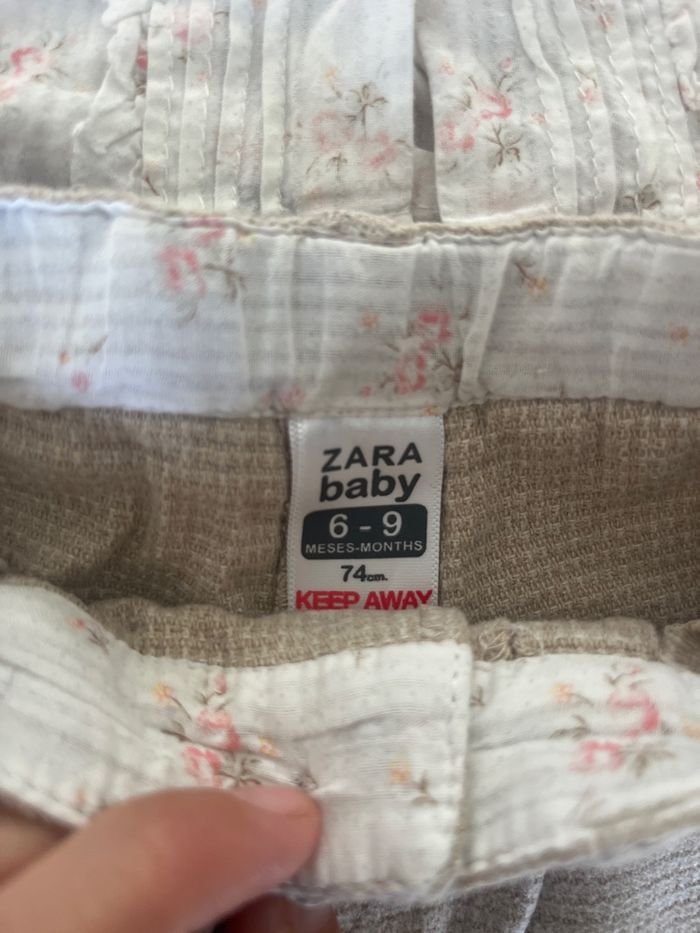 ZARA
baby
6 - 9
MESES-MONTHS
74cm.
KEEP AWAY